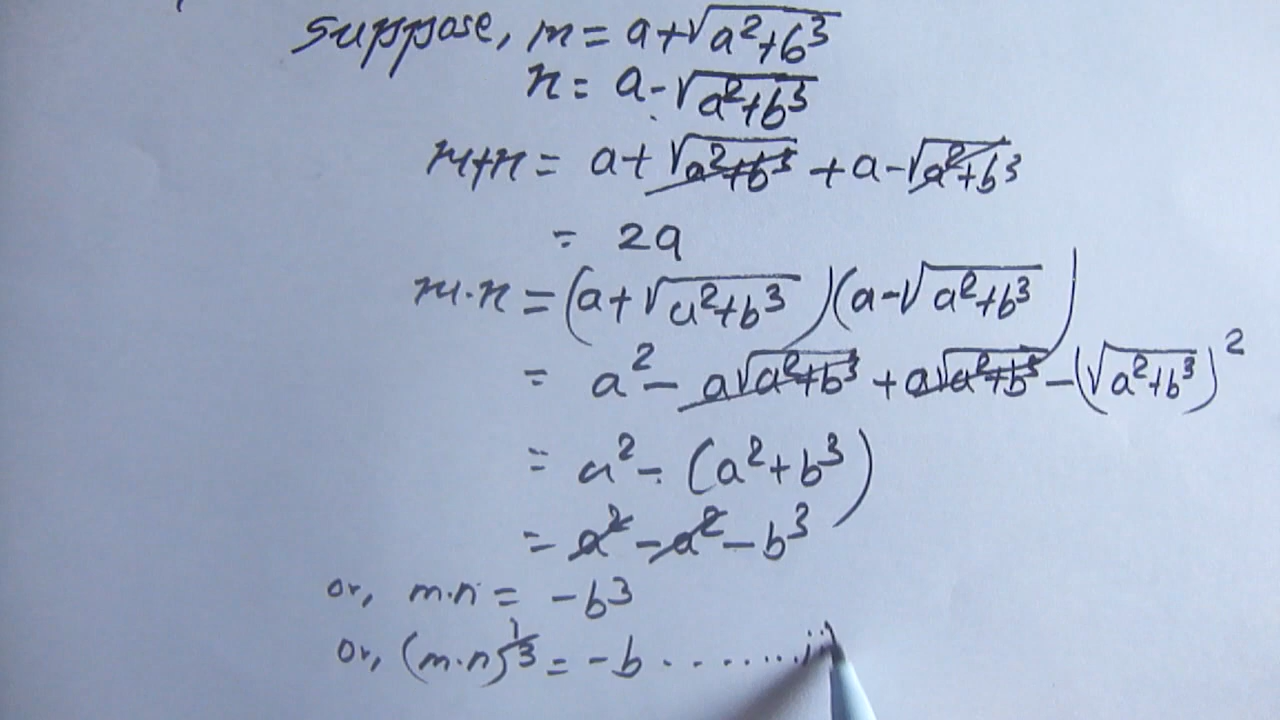 suppose, m = a+√(a²+b³)
n = a-√(a²+b³)
m+n = a+√(a²+b³) + a-√(a²+b³)
= 2a
m.n = (a+√(a²+b³))(a-√(a²+b³))
= a² - a√(a²+b³) + a√(a²+b³) - (√(a²+b³))²
= a² - (a²+b³)
= a² - a² - b³
or, m.n = -b³
or, (m.n)^1/3 = -b ........ii)